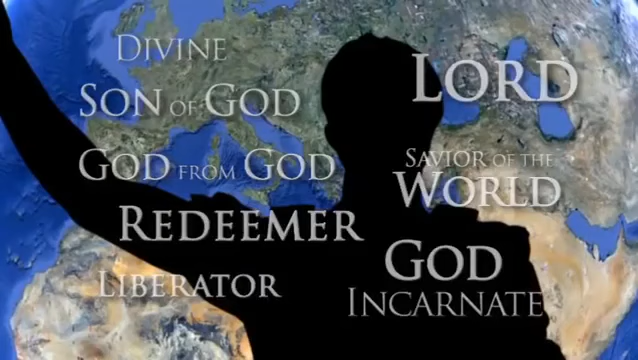 DIVINE
SON OF GOD
GOD FROM GOD
REDEEMER
LIBERATOR
LORD
SAVIOR OF THE
WORLD
GOD
INCARNATE